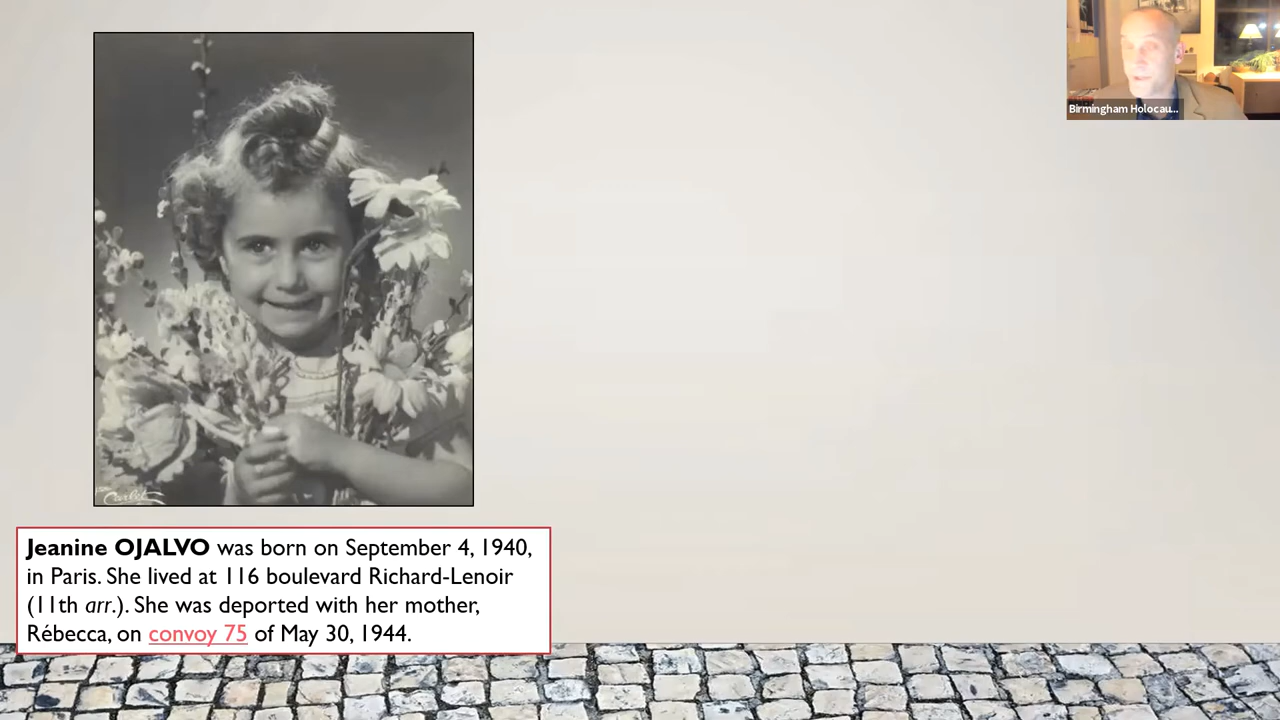 Birmingham Holocau...
Carlet
Jeanine OJALVO was born on September 4, 1940,
in Paris. She lived at 116 boulevard Richard-Lenoir
(11th arr.). She was deported with her mother,
Rébecca, on convoy 75 of May 30, 1944.